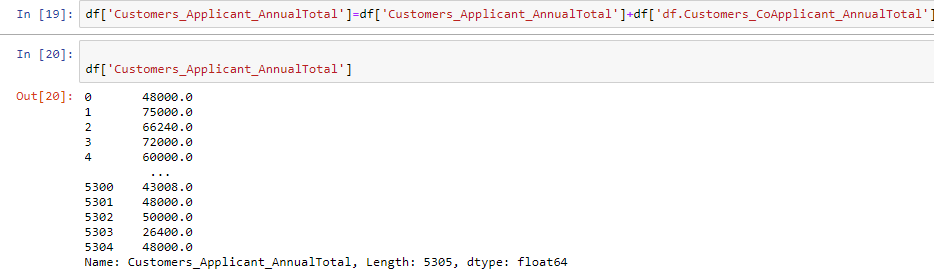 In [19]: df['Customers_Applicant_AnnualTotal']=df['Customers_Applicant_AnnualTotal']+df['df.Customers_CoApplicant_AnnualTotal']
In [20]:
df['Customers_Applicant_AnnualTotal']
Out[20]: 0 48000.0
1 75000.0
2 66240.0
3 72000.0
4 60000.0
...
5300 43008.0
5301 48000.0
5302 50000.0
5303 26400.0
5304 48000.0
Name: Customers_Applicant_AnnualTotal, Length: 5305, dtype: float64